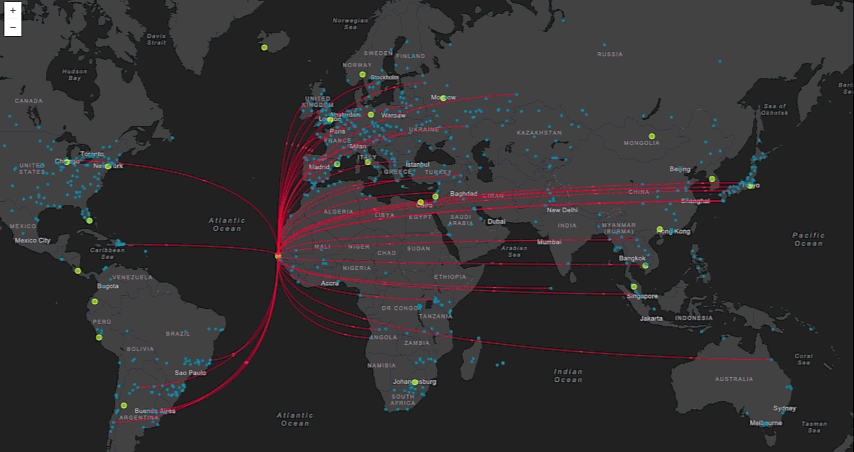 +
−
Norwegian
Sea
Davis
Strait
SWEDEN
FINLAND
NORWAY
RUSSIA
Hudson
Bay
Stockholm
CANADA
UNITED
KINGDOM
Moscow
Sea of
Okhotsk
London
Amsterdam
Warsaw
Paris
UKRAINE
FRANCE
KAZAKHSTAN
MONGOLIA
Milan
Toronto
Chicago
New York
UNITED
STATES
Madrid
Istanbul
GREECE
TURKEY
Beijing
Baghdad
IRAN
CHINA
Shanghai
Cairo
ALGERIA
LIBYA
EGYPT
SAUDI
ARABIA
Dubai
New Delhi
Atlantic
Ocean
MEXICO
Mexico City
INDIA
MYANMAR
(BURMA)
Hong Kong
Pacific
Ocean
Caribbean
Sea
MALI
NIGER
CHAD
SUDAN
Mumbai
Arabian
Sea
Bangkok
NIGERIA
ETHIOPIA
VENEZUELA
Bogota
Accra
Singapore
DR CONGO
TANZANIA
Jakarta
INDONESIA
PERU
BRAZIL
ANGOLA
ZAMBIA
BOLIVIA
Coral
Sea
NAMIBIA
Sao Paulo
Johannesburg
Indian
Ocean
AUSTRALIA
SOUTH
AFRICA
Buenos Aires
ARGENTINA
Atlantic
Ocean
Sydney
Melbourne
Tasman
Sea